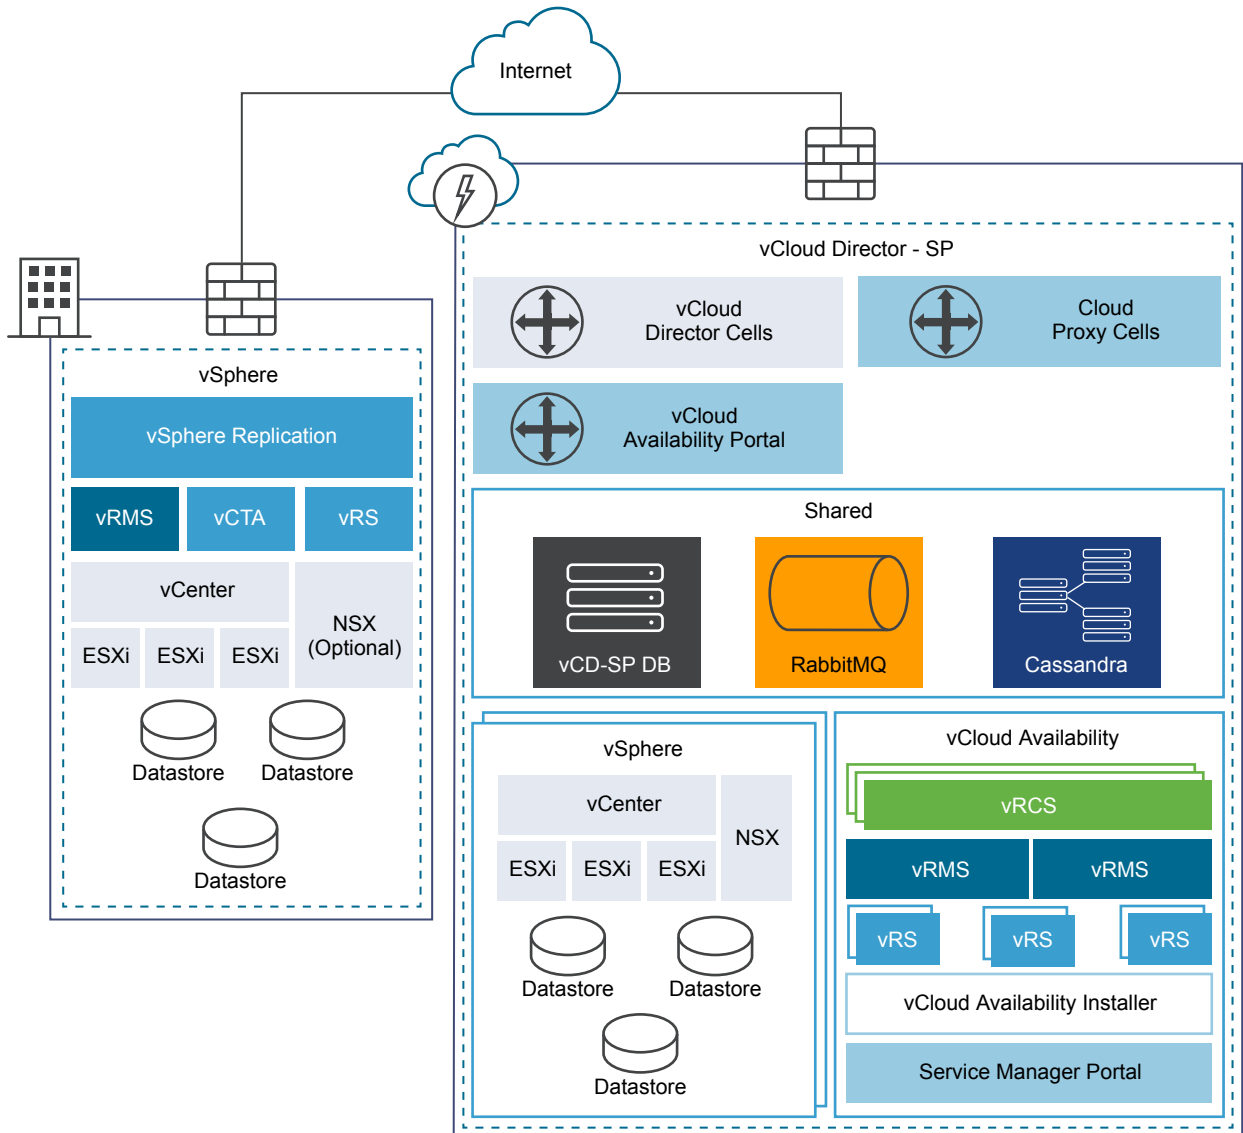 Internet
vSphere
vSphere Replication
vRMS
vCTA
vRS
vCenter
NSX
(Optional)
ESXi
ESXi
ESXi
Datastore
Datastore
Datastore
vCloud Director - SP
vCloud
Director Cells
Cloud
Proxy Cells
vCloud
Availability Portal
Shared
vCD-SP DB
RabbitMQ
Cassandra
vSphere
vCenter
NSX
ESXi
ESXi
ESXi
Datastore
Datastore
Datastore
vCloud Availability
vRCS
vRMS
vRMS
vRS
vRS
vRS
vCloud Availability Installer
Service Manager Portal